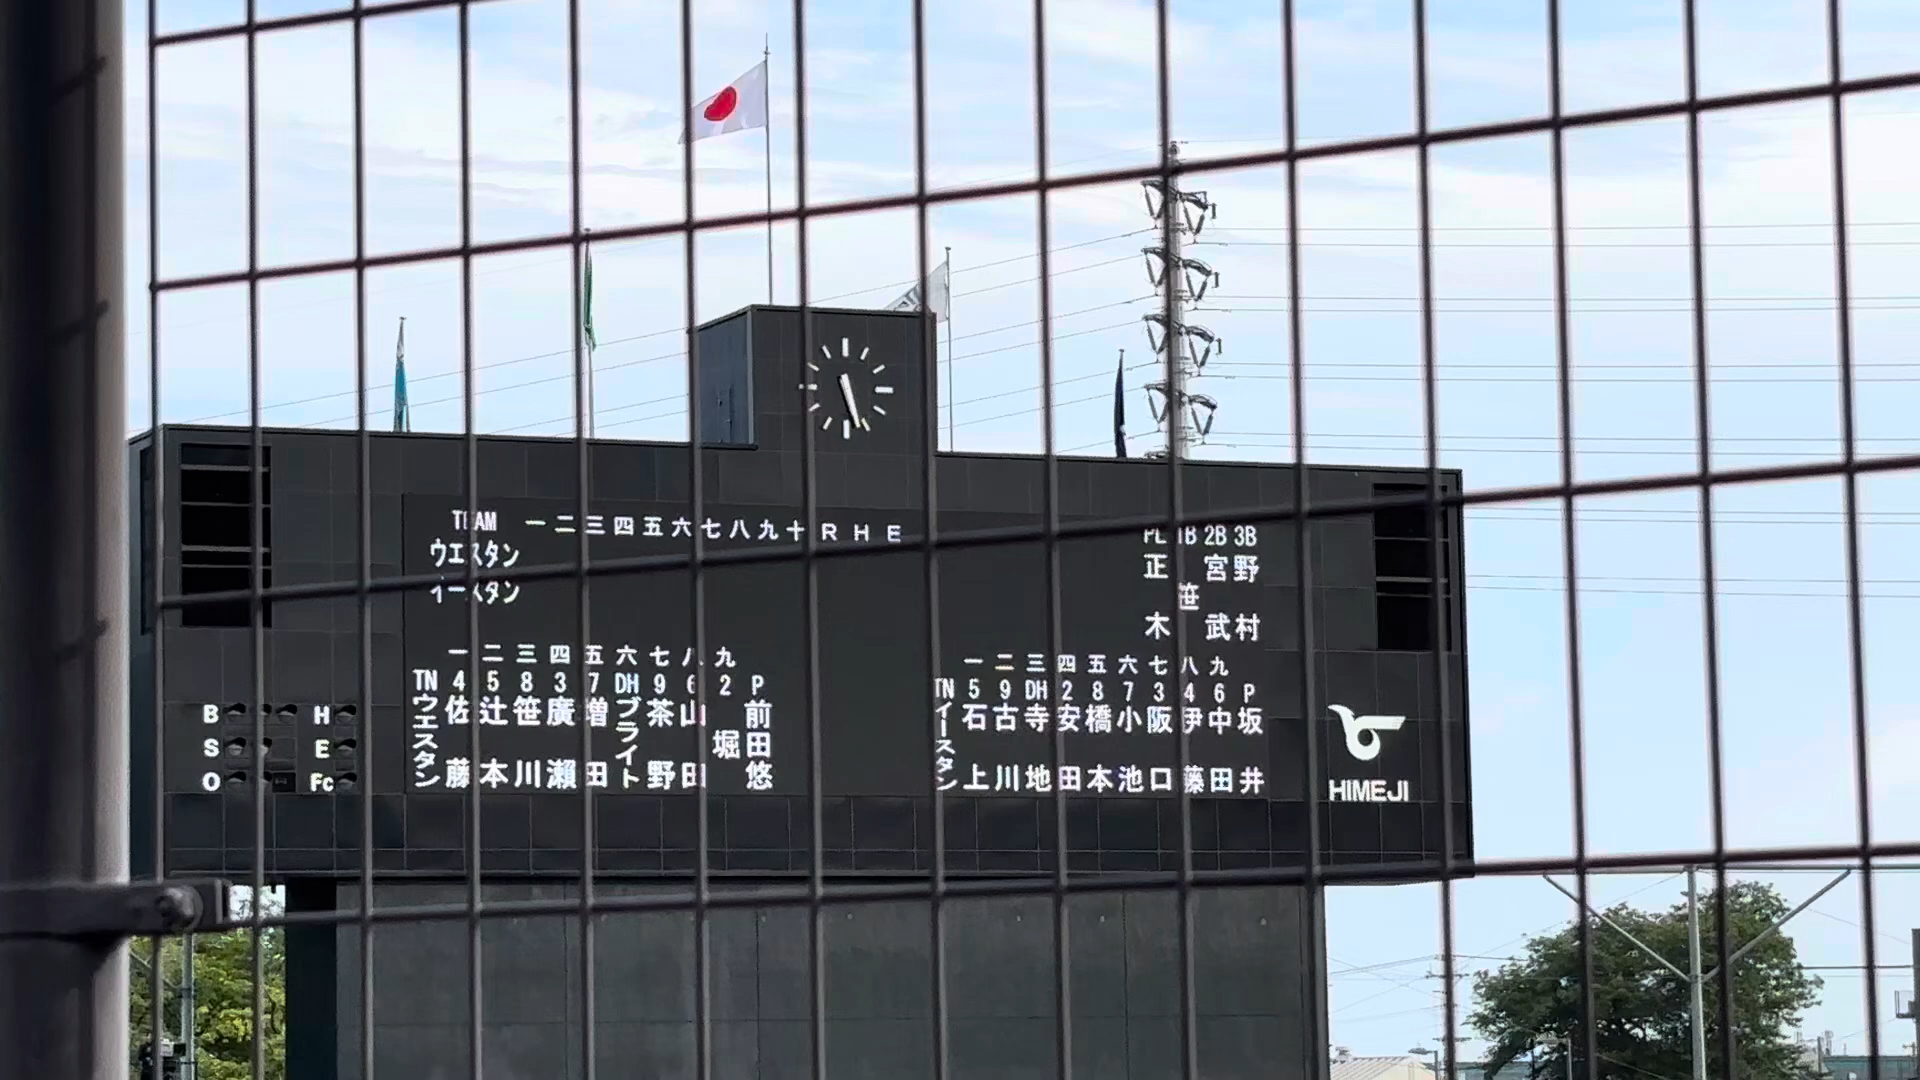 TEAM 一 二 三 四 五 六 七 八 九 十 R H E
ウエスタン
イースタン
PL 1B 2B 3B
正木 笹 宮武 野村
一 二 三 四 五 六 七 八 九
TN 4 5 8 3 7 DH 9 6 2 P
ウエスタン 佐藤 辻本 笹川 廣瀬 増田 ブライト 茶野 山田 堀 前田悠
一 二 三 四 五 六 七 八 九
TN 5 9 DH 2 8 7 3 4 6 P
イースタン 石上 古川 寺地 安田 橋本 小池 阪口 伊藤 中田 坂井
B H
S E
O Fc
HIMEJI